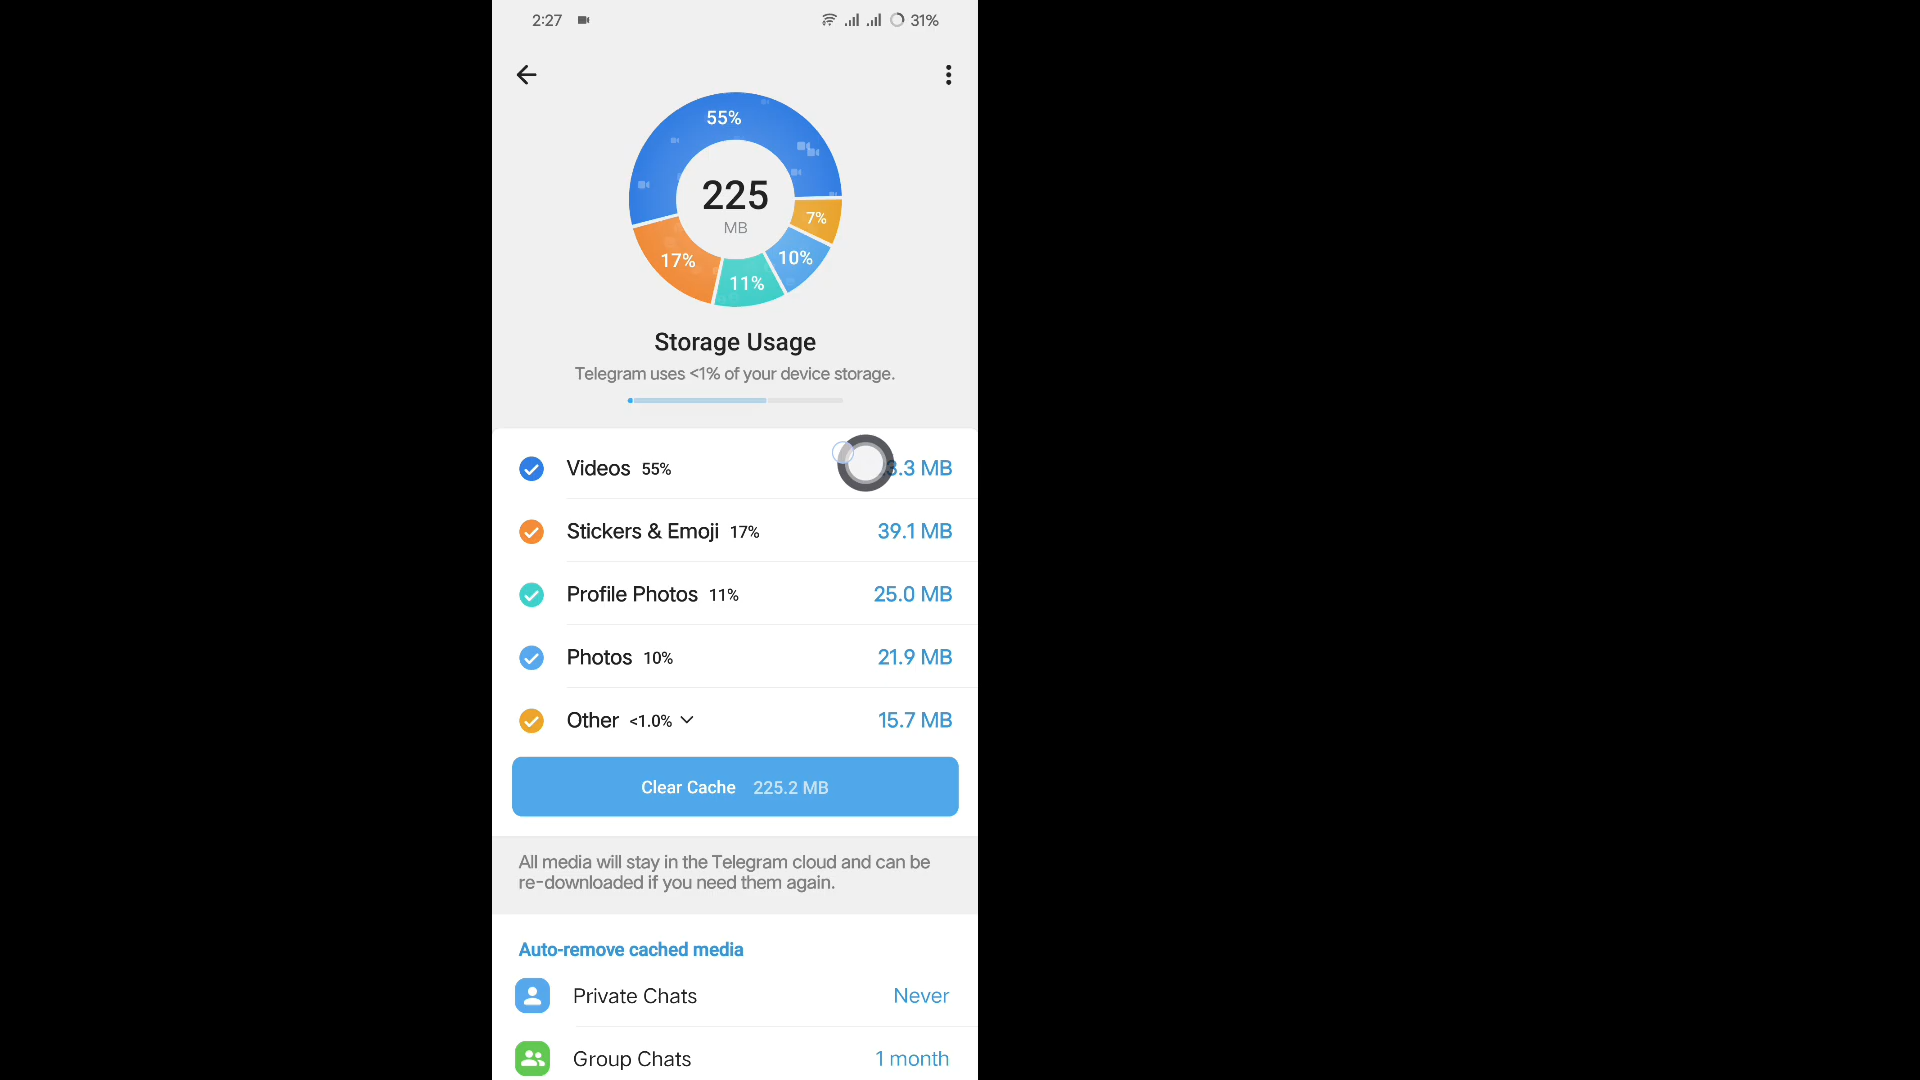 2:27
31%
55%
7%
10%
11%
17%
225
MB
Storage Usage
Telegram uses <1% of your device storage.
Videos 55% 3.3 MB
Stickers & Emoji 17% 39.1 MB
Profile Photos 11% 25.0 MB
Photos 10% 21.9 MB
Other <1.0% 15.7 MB
Clear Cache 225.2 MB
All media will stay in the Telegram cloud and can be
re-downloaded if you need them again.
Auto-remove cached media
Private Chats Never
Group Chats 1 month